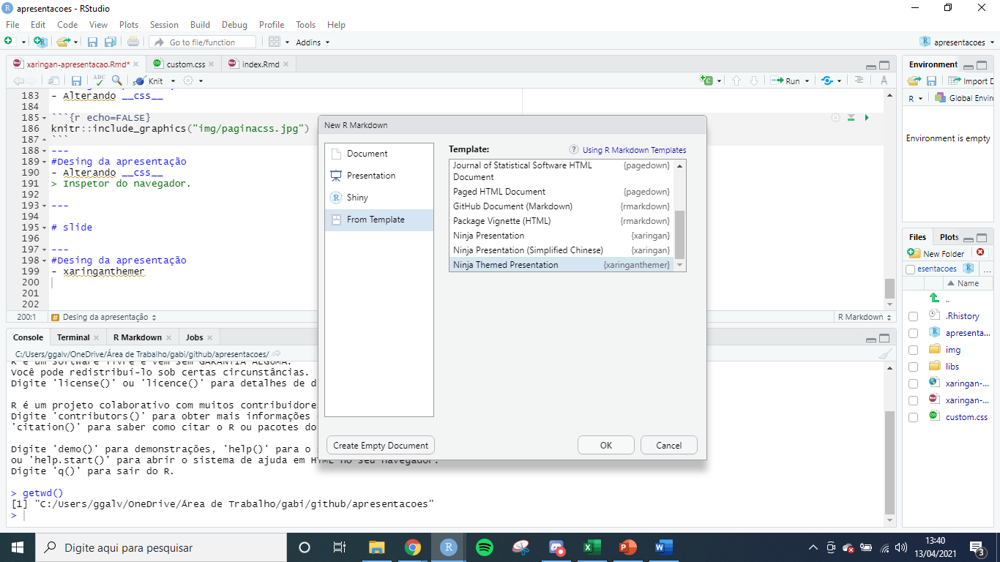 apresentacoes - RStudio
File Edit Code View Plots Session Build Debug Profile Tools Help
Go to file/function Addins apresentacoes
xaringan-apresentacao.Rmd* custom.css index.Rmd
ABC Knit Run
183 - Alterando __css__
184
185 ```{r echo=FALSE}
186 knitr::include_graphics("img/paginacss.jpg")
187 ```
188 ---
189 #Desing da apresentação
190 - Alterando __css__
191 > Inspetor do navegador.
192
193 ---
194
195 # slide
196
197 ---
198 #Desing da apresentação
199 - xaringanthemer
200
201
202
200:1 # Desing da apresentação R Markdown
New R Markdown
Document
Presentation
Shiny
From Template
Template: Using R Markdown Templates
Journal of Statistical Software HTML Document {pagedown}
Paged HTML Document {pagedown}
GitHub Document (Markdown) {rmarkdown}
Package Vignette (HTML) {rmarkdown}
Ninja Presentation {xaringan}
Ninja Presentation (Simplified Chinese) {xaringan}
Ninja Themed Presentation {xaringanthemer}
Create Empty Document OK Cancel
Console Terminal R Markdown Jobs
C:/Users/ggalv/OneDrive/Área de Trabalho/gabi/github/apresentacoes/
R é um software livre e vem sem GARANTIA ALGUMA.
Você pode redistribuí-lo sob certas circunstâncias.
Digite 'license()' ou 'licence()' para detalhes de d
R é um projeto colaborativo com muitos contribuidores
Digite 'contributors()' para obter mais informações
'citation()' para saber como citar o R ou pacotes do
Digite 'demo()' para demonstrações, 'help()' para o
ou 'help.start()' para abrir o sistema de ajuda em HTML no seu navegador.
Digite 'q()' para sair do R.
> getwd()
[1] "C:/Users/ggalv/OneDrive/Área de Trabalho/gabi/github/apresentacoes"
>
Environment
Import D
R Global Enviro
Environment is empty
Files Plots
New Folder
esentacoes ...
Name
..
.Rhistory
apresenta...
img
libs
xaringan-...
xaringan-...
custom.css
Digite aqui para pesquisar
13:40
13/04/2021
3